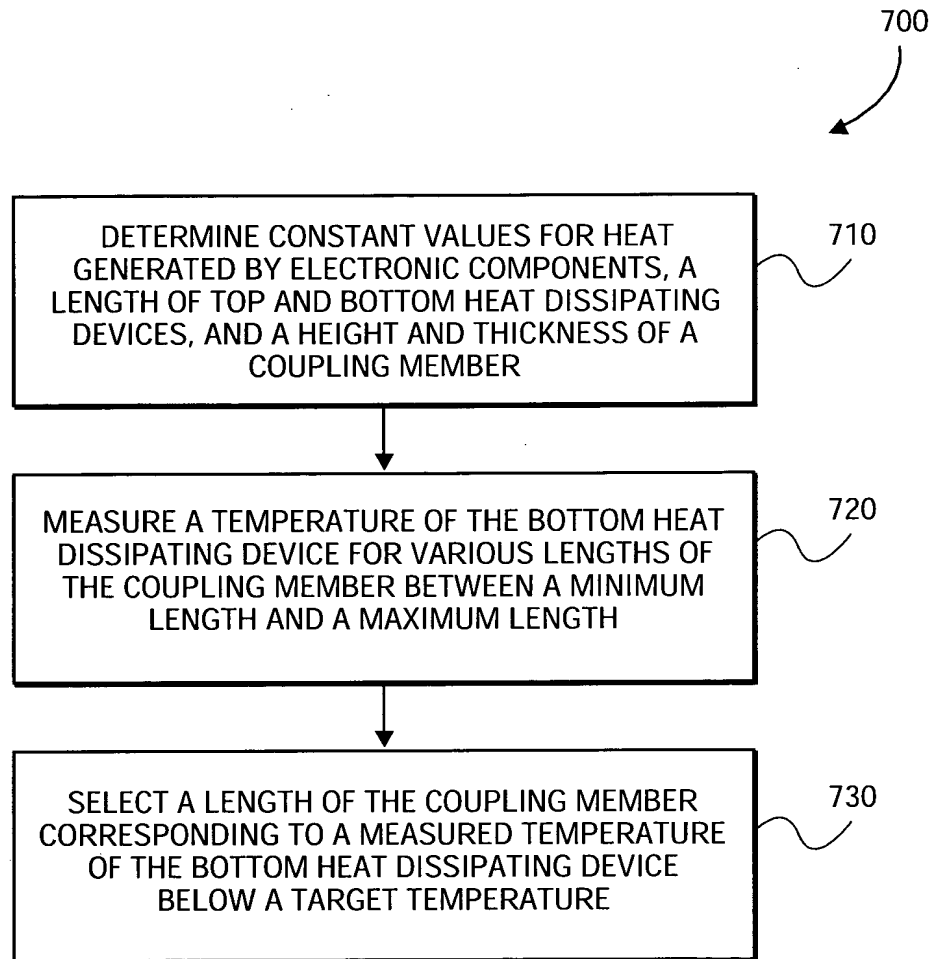 700
DETERMINE CONSTANT VALUES FOR HEAT
GENERATED BY ELECTRONIC COMPONENTS, A
LENGTH OF TOP AND BOTTOM HEAT DISSIPATING
DEVICES, AND A HEIGHT AND THICKNESS OF A
COUPLING MEMBER
710
MEASURE A TEMPERATURE OF THE BOTTOM HEAT
DISSIPATING DEVICE FOR VARIOUS LENGTHS OF
THE COUPLING MEMBER BETWEEN A MINIMUM
LENGTH AND A MAXIMUM LENGTH
720
SELECT A LENGTH OF THE COUPLING MEMBER
CORRESPONDING TO A MEASURED TEMPERATURE
OF THE BOTTOM HEAT DISSIPATING DEVICE
BELOW A TARGET TEMPERATURE
730